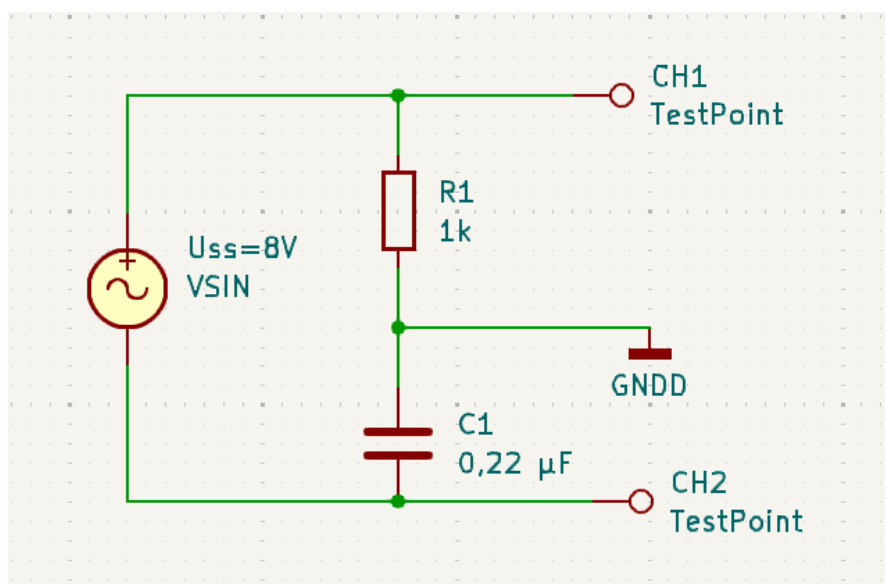 CH1
TestPoint
R1
1k
Uss=8V
VSIN
GNDD
C1
0,22 µF
CH2
TestPoint